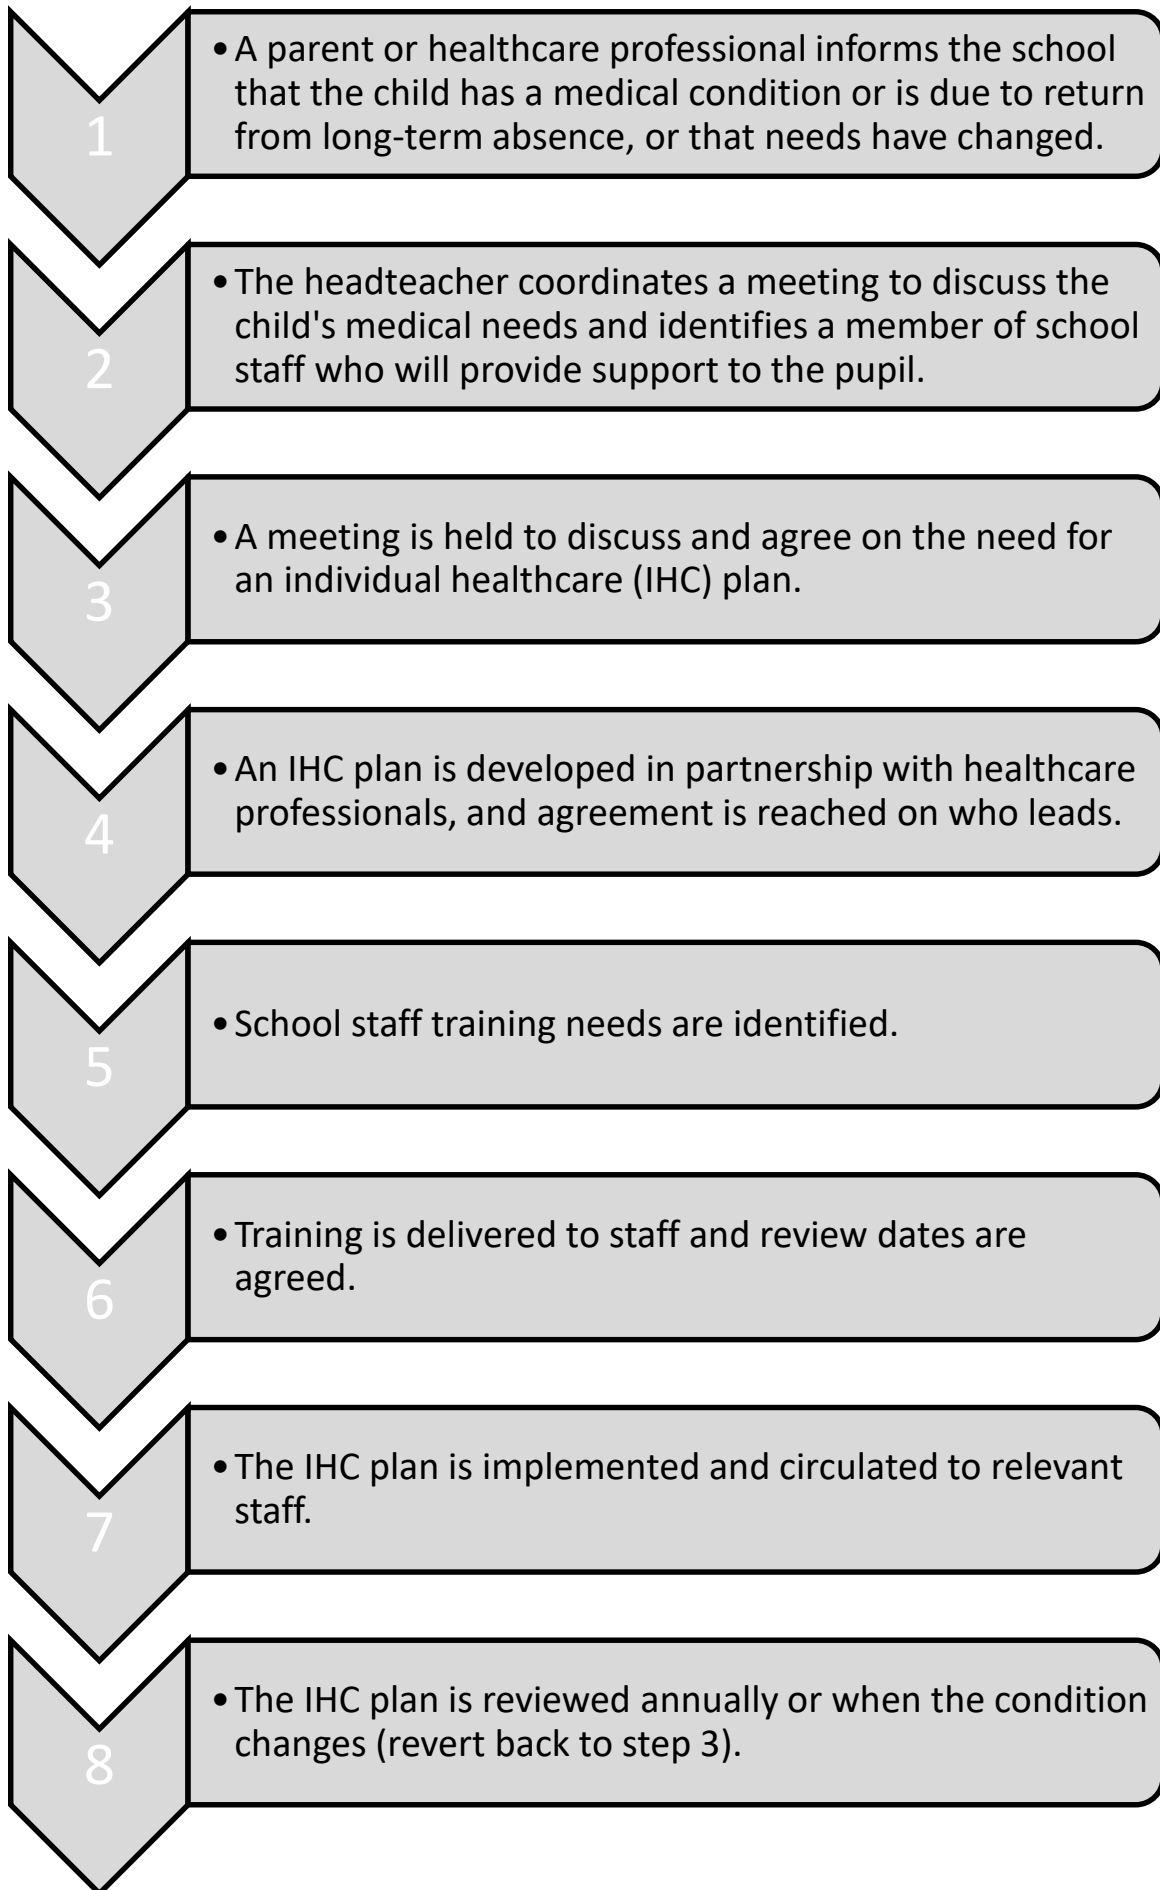 1
• A parent or healthcare professional informs the school
that the child has a medical condition or is due to return
from long-term absence, or that needs have changed.
2
• The headteacher coordinates a meeting to discuss the
child's medical needs and identifies a member of school
staff who will provide support to the pupil.
3
• A meeting is held to discuss and agree on the need for
an individual healthcare (IHC) plan.
4
• An IHC plan is developed in partnership with healthcare
professionals, and agreement is reached on who leads.
5
• School staff training needs are identified.
6
• Training is delivered to staff and review dates are
agreed.
7
• The IHC plan is implemented and circulated to relevant
staff.
8
• The IHC plan is reviewed annually or when the condition
changes (revert back to step 3).